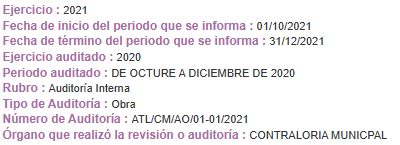 Ejercicio : 2021
Fecha de inicio del periodo que se informa : 01/10/2021
Fecha de término del periodo que se informa : 31/12/2021
Ejercicio auditado : 2020
Periodo auditado : DE OCTURE A DICIEMBRE DE 2020
Rubro : Auditoría Interna
Tipo de Auditoría : Obra
Número de Auditoría : ATL/CM/AO/01-01/2021
Órgano que realizó la revisión o auditoría : CONTRALORIA MUNICPAL